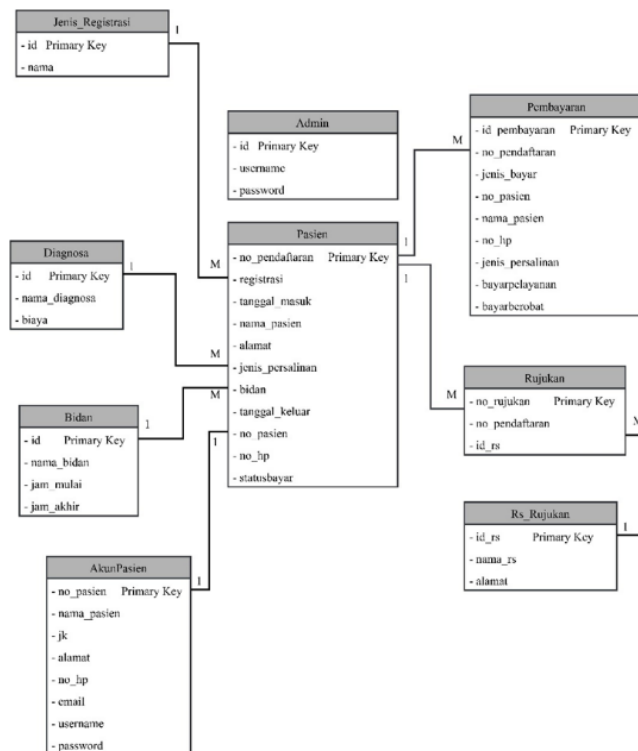 Jenis_Registrasi
- id Primary Key
- nama
1
Admin
- id Primary Key
- username
- password
Pembayaran
- id_pembayaran Primary Key
- no_pendaftaran
- jenis_bayar
- no_pasien
- nama_pasien
- no_hp
- jenis_persalinan
- bayarpelayanan
- bayarberobat
M
Diagnosa
- id Primary Key
- nama_diagnosa
- biaya
1
Pasien
- no_pendaftaran Primary Key
- registrasi
- tanggal_masuk
- nama_pasien
- alamat
- jenis_persalinan
- bidan
- tanggal_keluar
- no_pasien
- no_hp
- statusbayar
M
M
M
1
1
1
Bidan
- id Primary Key
- nama_bidan
- jam_mulai
- jam_akhir
1
Rujukan
- no_rujukan Primary Key
- no_pendaftaran
- id_rs
M
M
Rs_Rujukan
- id_rs Primary Key
- nama_rs
- alamat
1
AkunPasien
- no_pasien Primary Key
- nama_pasien
- jk
- alamat
- no_hp
- email
- username
- password
1